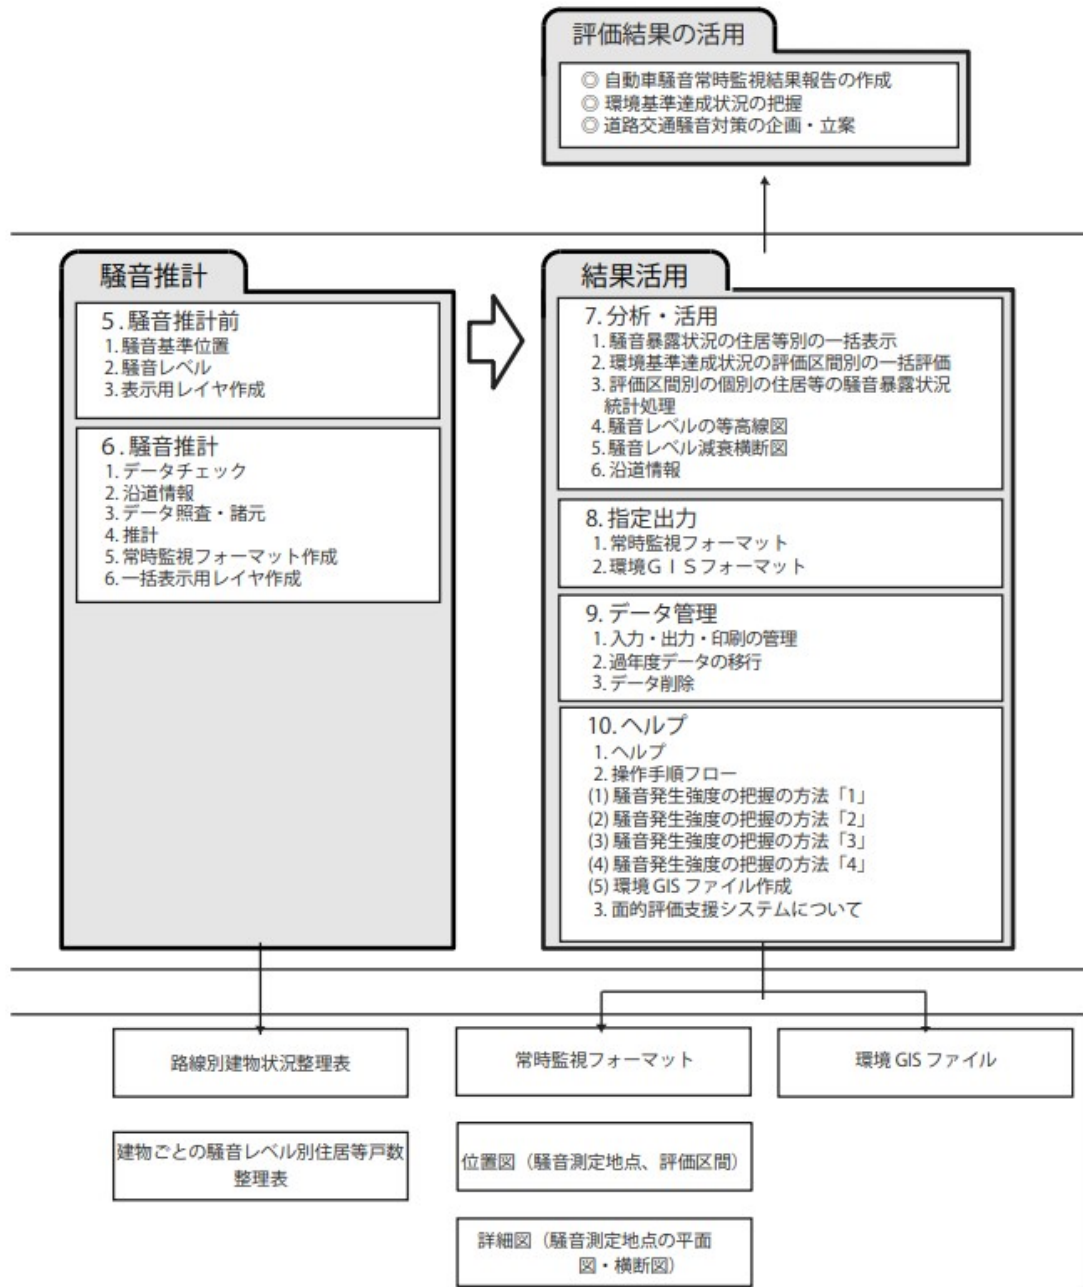 評価結果の活用
◎ 自動車騒音常時監視結果報告の作成
◎ 環境基準達成状況の把握
◎ 道路交通騒音対策の企画・立案
騒音推計
5. 騒音推計前
1. 騒音基準位置
2. 騒音レベル
3. 表示用レイヤ作成
6. 騒音推計
1. データチェック
2. 沿道情報
3. データ照査・諸元
4. 推計
5. 常時監視フォーマット作成
6. 一括表示用レイヤ作成
結果活用
7. 分析・活用
1. 騒音暴露状況の住居等別の一括表示
2. 環境基準達成状況の評価区間別の一括評価
3. 評価区間別の個別の住居等の騒音暴露状況
統計処理
4. 騒音レベルの等高線図
5. 騒音レベル減衰横断図
6. 沿道情報
8. 指定出力
1. 常時監視フォーマット
2. 環境GISフォーマット
9. データ管理
1. 入力・出力・印刷の管理
2. 過年度データの移行
3. データ削除
10. ヘルプ
1. ヘルプ
2. 操作手順フロー
(1) 騒音発生強度の把握の方法「1」
(2) 騒音発生強度の把握の方法「2」
(3) 騒音発生強度の把握の方法「3」
(4) 騒音発生強度の把握の方法「4」
(5) 環境 GIS ファイル作成
3. 面的評価支援システムについて
路線別建物状況整理表
常時監視フォーマット
環境 GIS ファイル
建物ごとの騒音レベル別住居等戸数
整理表
位置図（騒音測定地点、評価区間）
詳細図（騒音測定地点の平面
図・横断図）